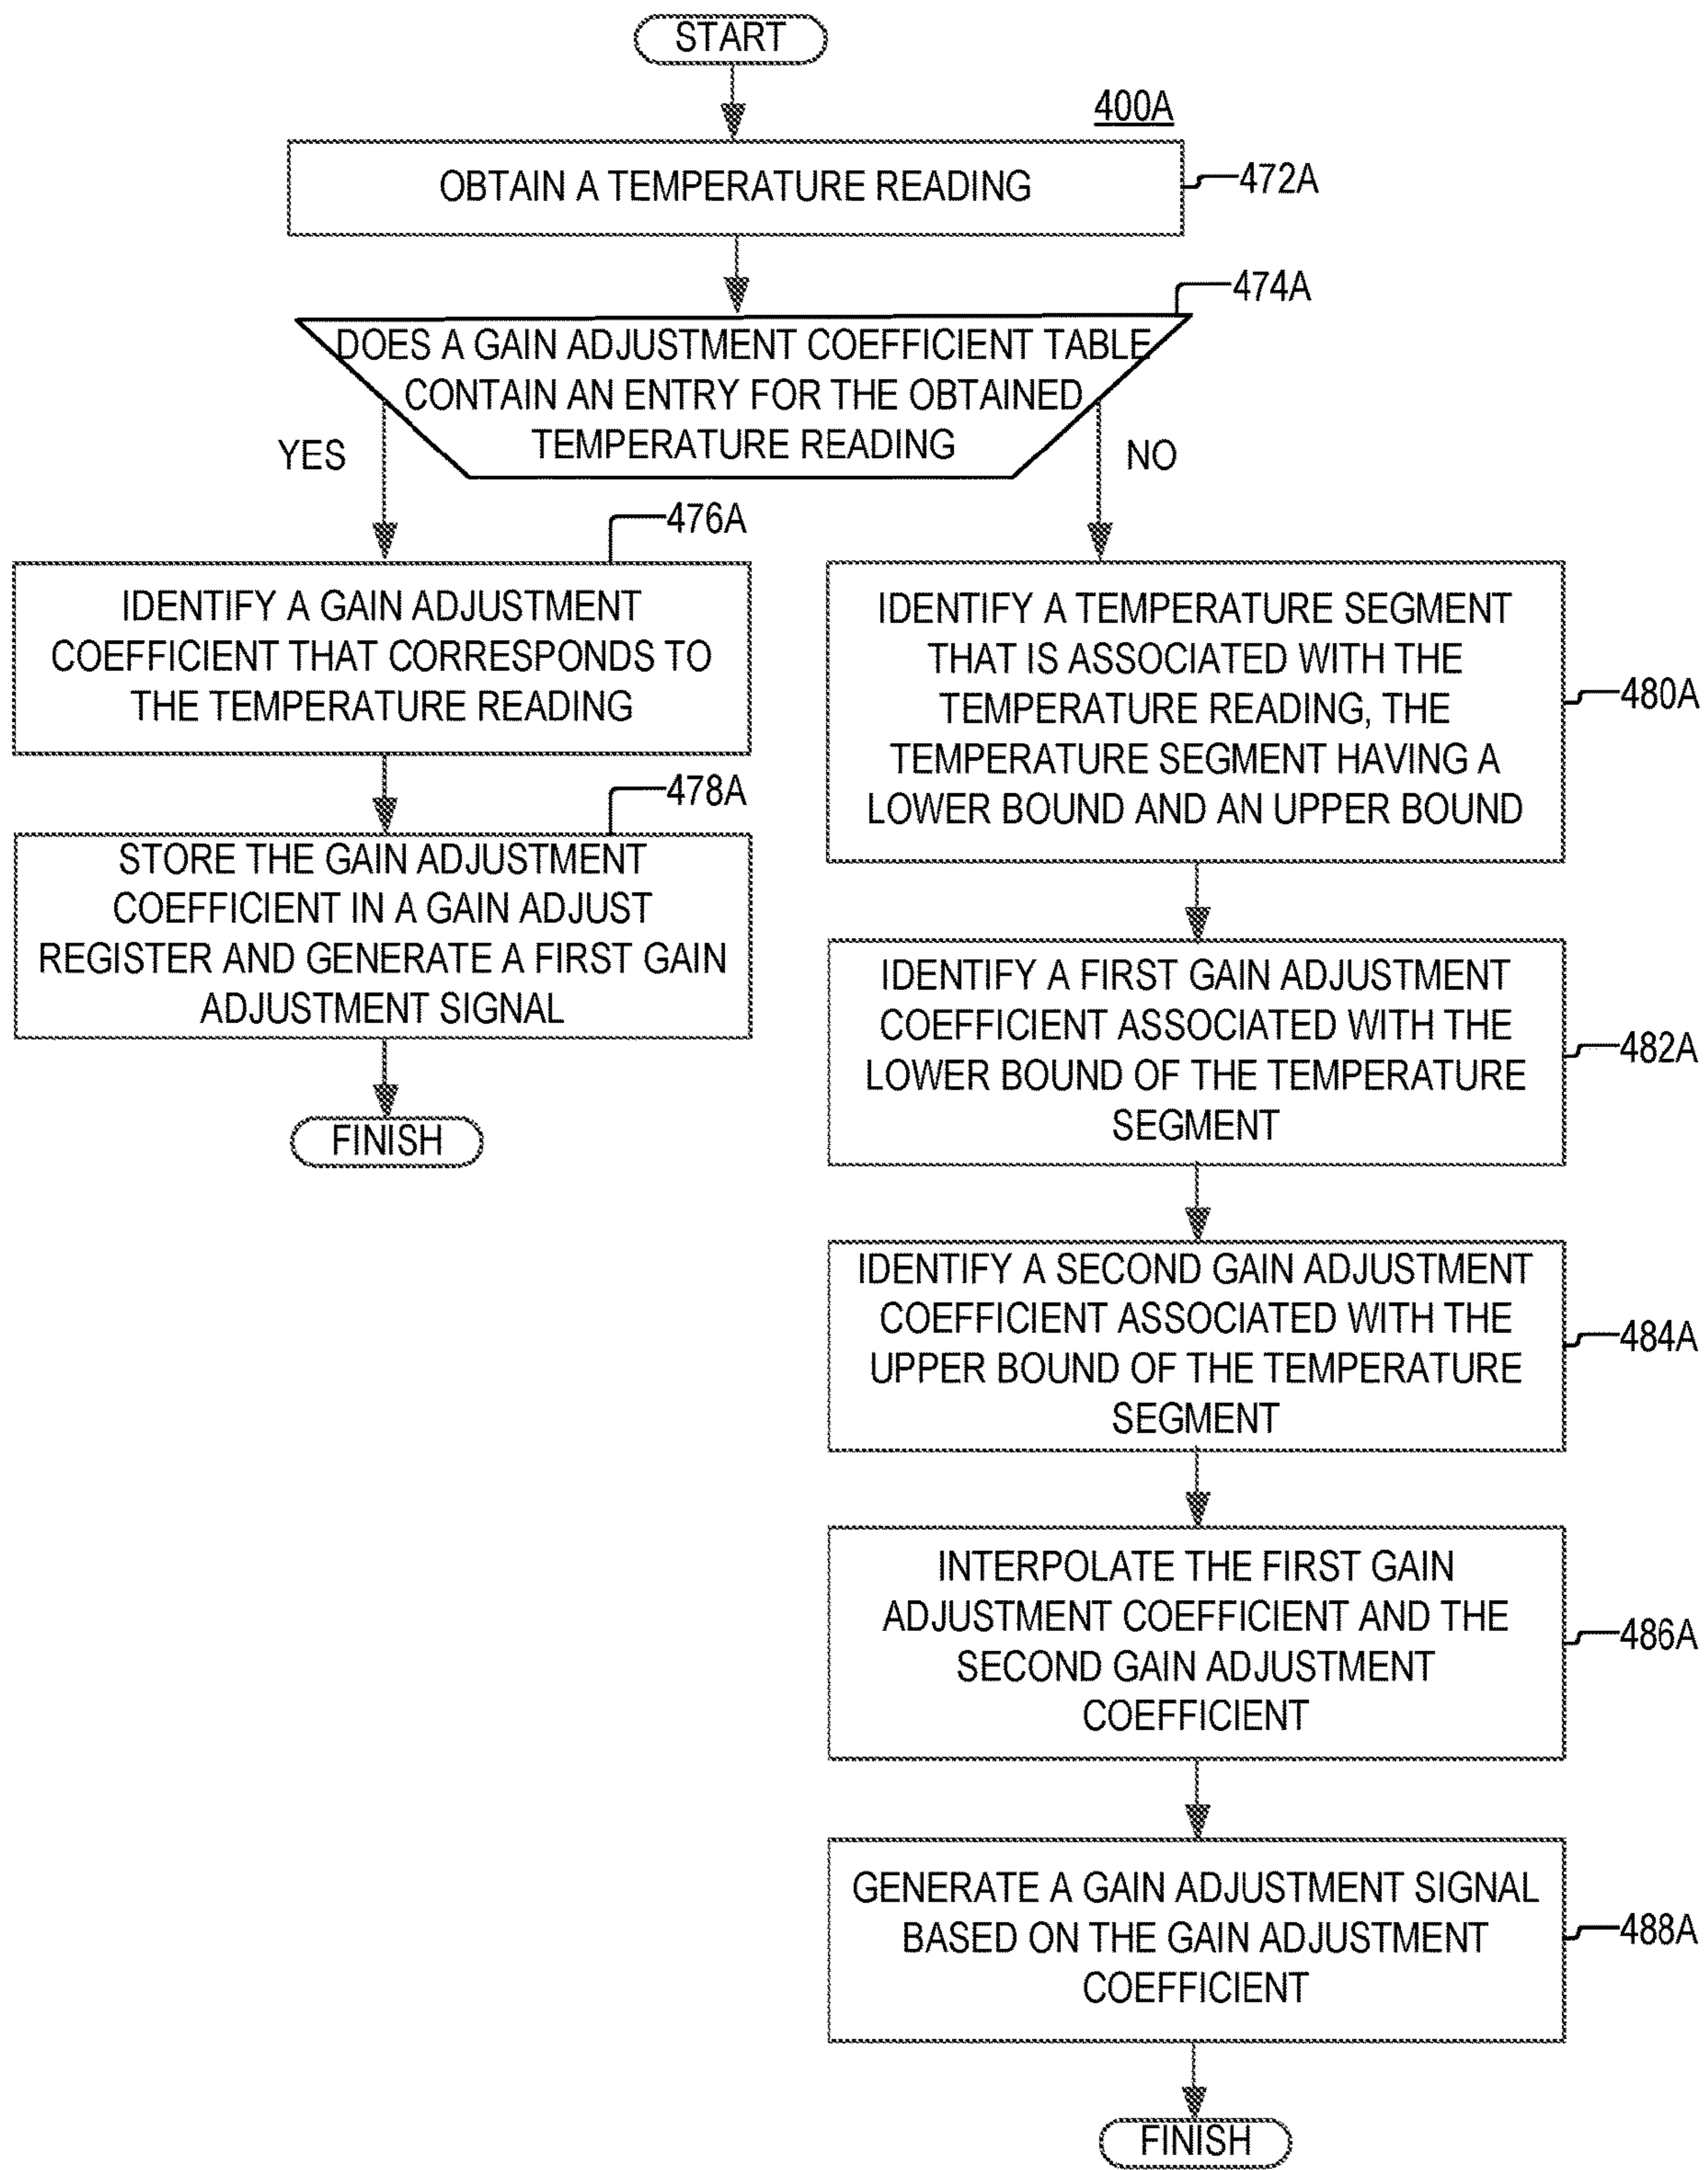 START
400A
OBTAIN A TEMPERATURE READING
472A
474A
DOES A GAIN ADJUSTMENT COEFFICIENT TABLE
CONTAIN AN ENTRY FOR THE OBTAINED
TEMPERATURE READING
YES
NO
476A
IDENTIFY A GAIN ADJUSTMENT
COEFFICIENT THAT CORRESPONDS TO
THE TEMPERATURE READING
478A
STORE THE GAIN ADJUSTMENT
COEFFICIENT IN A GAIN ADJUST
REGISTER AND GENERATE A FIRST GAIN
ADJUSTMENT SIGNAL
FINISH
IDENTIFY A TEMPERATURE SEGMENT
THAT IS ASSOCIATED WITH THE
TEMPERATURE READING, THE
TEMPERATURE SEGMENT HAVING A
LOWER BOUND AND AN UPPER BOUND
480A
IDENTIFY A FIRST GAIN ADJUSTMENT
COEFFICIENT ASSOCIATED WITH THE
LOWER BOUND OF THE TEMPERATURE
SEGMENT
482A
IDENTIFY A SECOND GAIN ADJUSTMENT
COEFFICIENT ASSOCIATED WITH THE
UPPER BOUND OF THE TEMPERATURE
SEGMENT
484A
INTERPOLATE THE FIRST GAIN
ADJUSTMENT COEFFICIENT AND THE
SECOND GAIN ADJUSTMENT
COEFFICIENT
486A
GENERATE A GAIN ADJUSTMENT SIGNAL
BASED ON THE GAIN ADJUSTMENT
COEFFICIENT
488A
FINISH